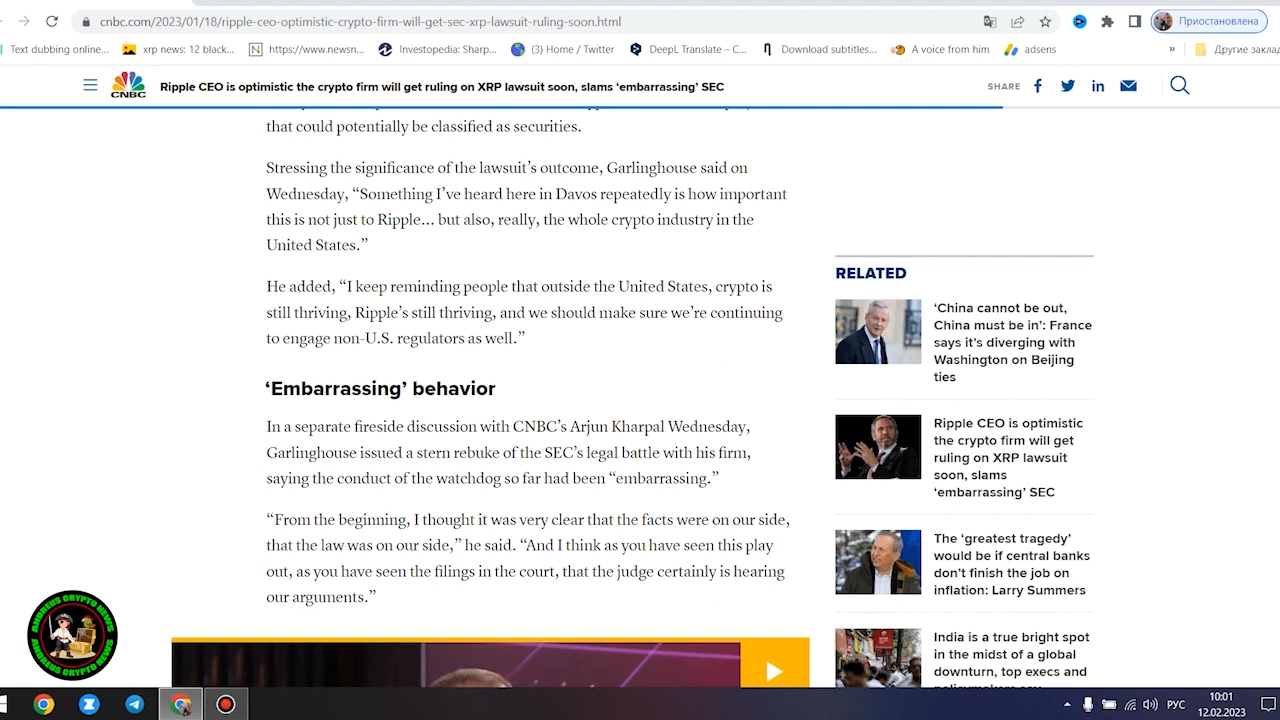 cnbc.com/2023/01/18/ripple-ceo-optimistic-crypto-firm-will-get-sec-xrp-lawsuit-ruling-soon.html
Приостановлена
Text dubbing online...
xrp news: 12 black...
https://www.newsn...
Investopedia: Sharp...
(3) Home / Twitter
DeepL Translate – C...
Download subtitles...
A voice from him
adsens
»
Другие закла
CNBC
Ripple CEO is optimistic the crypto firm will get ruling on XRP lawsuit soon, slams ‘embarrassing’ SEC
SHARE
that could potentially be classified as securities.
Stressing the significance of the lawsuit’s outcome, Garlinghouse said on
Wednesday, “Something I’ve heard here in Davos repeatedly is how important
this is not just to Ripple… but also, really, the whole crypto industry in the
United States.”
He added, “I keep reminding people that outside the United States, crypto is
still thriving, Ripple’s still thriving, and we should make sure we’re continuing
to engage non-U.S. regulators as well.”
‘Embarrassing’ behavior
In a separate fireside discussion with CNBC’s Arjun Kharpal Wednesday,
Garlinghouse issued a stern rebuke of the SEC’s legal battle with his firm,
saying the conduct of the watchdog so far had been “embarrassing.”
“From the beginning, I thought it was very clear that the facts were on our side,
that the law was on our side,” he said. “And I think as you have seen this play
out, as you have seen the filings in the court, that the judge certainly is hearing
our arguments.”
RELATED
‘China cannot be out,
China must be in’: France
says it’s diverging with
Washington on Beijing
ties
Ripple CEO is optimistic
the crypto firm will get
ruling on XRP lawsuit
soon, slams
‘embarrassing’ SEC
The ‘greatest tragedy’
would be if central banks
don’t finish the job on
inflation: Larry Summers
India is a true bright spot
in the midst of a global
downturn, top execs and
ANDREUS CRYPTO NEWS
ANDREUS CRYPTO NEWS
РУС
10:01
12.02.2023